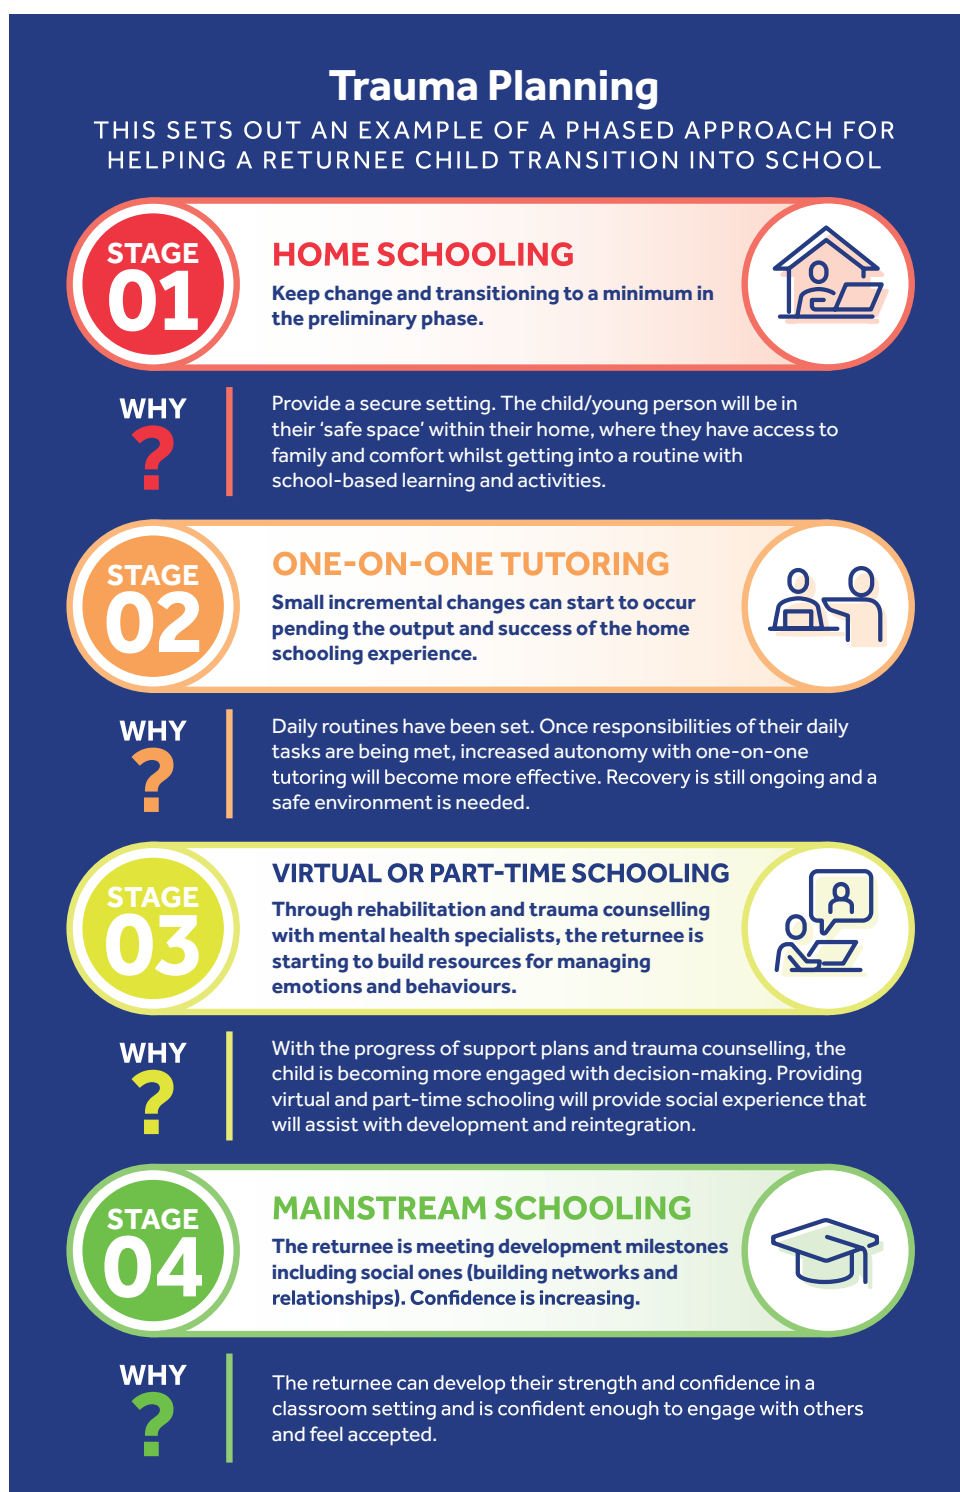 Trauma Planning
THIS SETS OUT AN EXAMPLE OF A PHASED APPROACH FOR
HELPING A RETURNEE CHILD TRANSITION INTO SCHOOL
STAGE
01
HOME SCHOOLING
Keep change and transitioning to a minimum in
the preliminary phase.
WHY
?
Provide a secure setting. The child/young person will be in
their ‘safe space’ within their home, where they have access to
family and comfort whilst getting into a routine with
school-based learning and activities.
STAGE
02
ONE-ON-ONE TUTORING
Small incremental changes can start to occur
pending the output and success of the home
schooling experience.
WHY
?
Daily routines have been set. Once responsibilities of their daily
tasks are being met, increased autonomy with one-on-one
tutoring will become more effective. Recovery is still ongoing and a
safe environment is needed.
STAGE
03
VIRTUAL OR PART-TIME SCHOOLING
Through rehabilitation and trauma counselling
with mental health specialists, the returnee is
starting to build resources for managing
emotions and behaviours.
WHY
?
With the progress of support plans and trauma counselling, the
child is becoming more engaged with decision-making. Providing
virtual and part-time schooling will provide social experience that
will assist with development and reintegration.
STAGE
04
MAINSTREAM SCHOOLING
The returnee is meeting development milestones
including social ones (building networks and
relationships). Confidence is increasing.
WHY
?
The returnee can develop their strength and confidence in a
classroom setting and is confident enough to engage with others
and feel accepted.